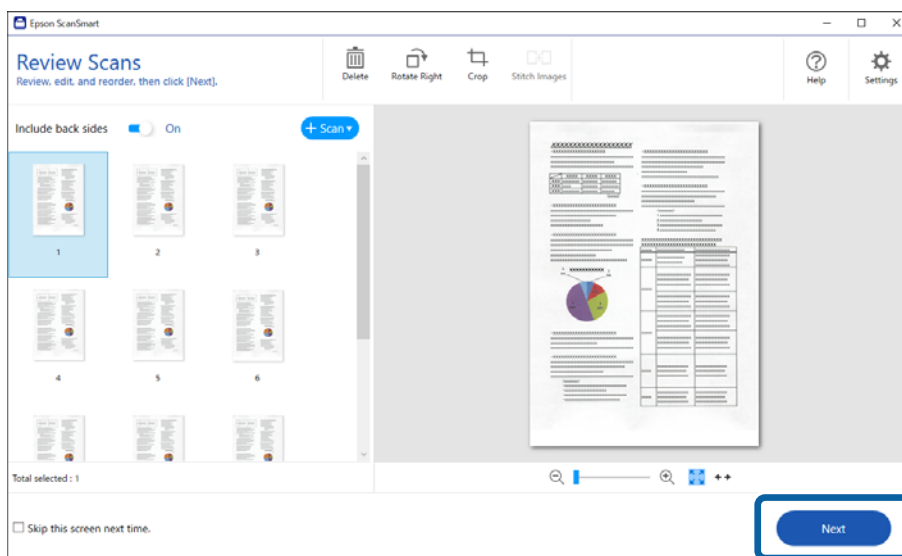 Epson ScanSmart
Review Scans
Review, edit, and reorder, then click [Next].
Delete
Rotate Right
Crop
Stitch Images
Help
Settings
Include back sides
On
+ Scan
1
2
3
4
5
6
Total selected : 1
Skip this screen next time.
Next